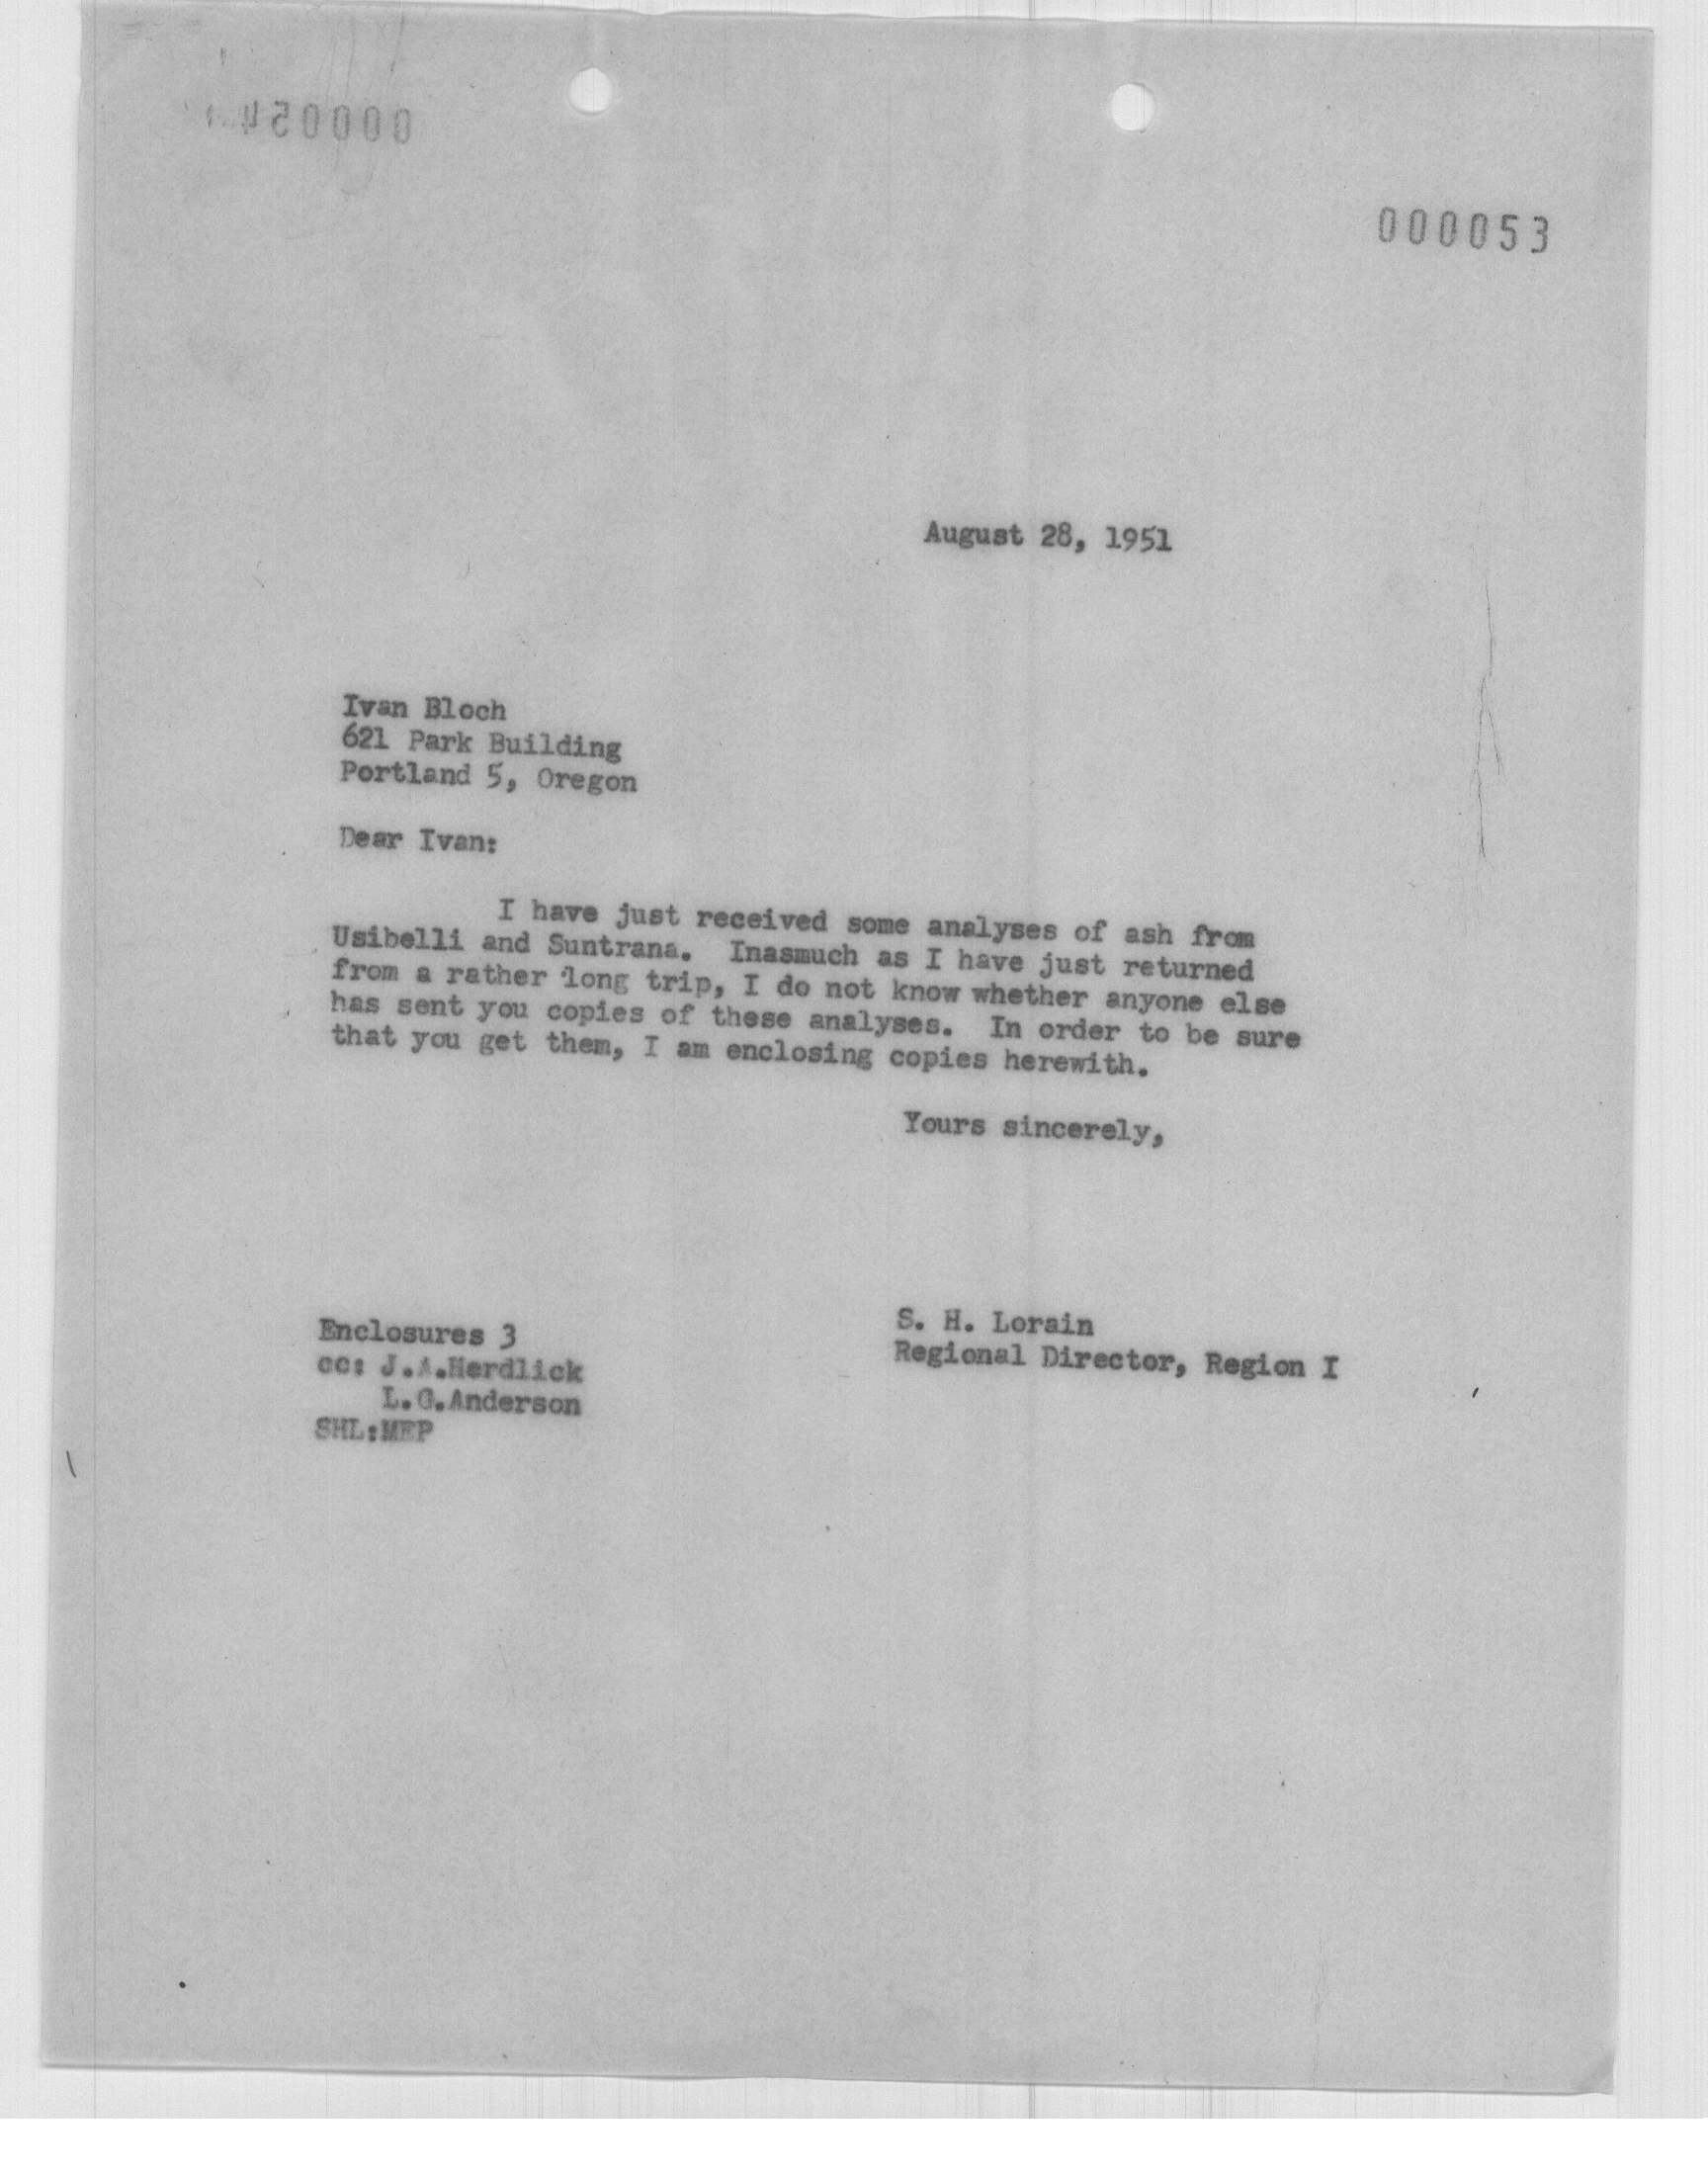 000054
000053
August 28, 1951
Ivan Bloch
621 Park Building
Portland 5, Oregon
Dear Ivan:
I have just received some analyses of ash from
Usibelli and Suntrana. Inasmuch as I have just returned
from a rather long trip, I do not know whether anyone else
has sent you copies of these analyses. In order to be sure
that you get them, I am enclosing copies herewith.
Yours sincerely,
S. H. Lorain
Regional Director, Region I
Enclosures 3
cc: J.A.Herdlick
L.G.Anderson
SHL:MEP